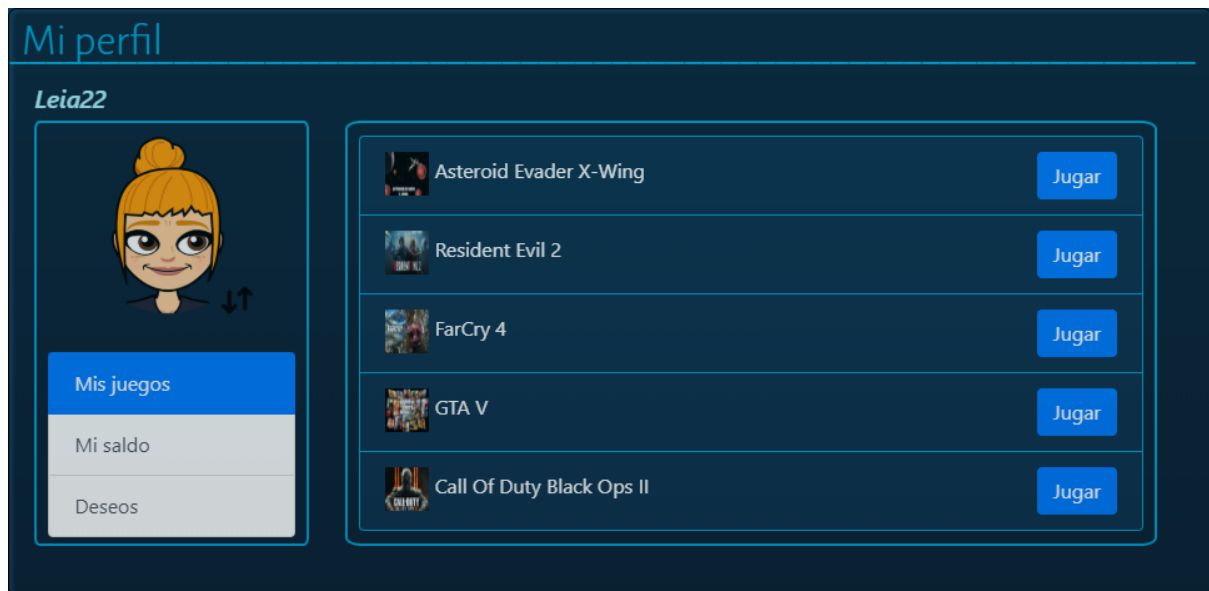 Mi perfil
Leia22
Mis juegos
Mi saldo
Deseos
Asteroid Evader X-Wing
Jugar
Resident Evil 2
Jugar
FarCry 4
Jugar
GTA V
Jugar
Call Of Duty Black Ops II
Jugar